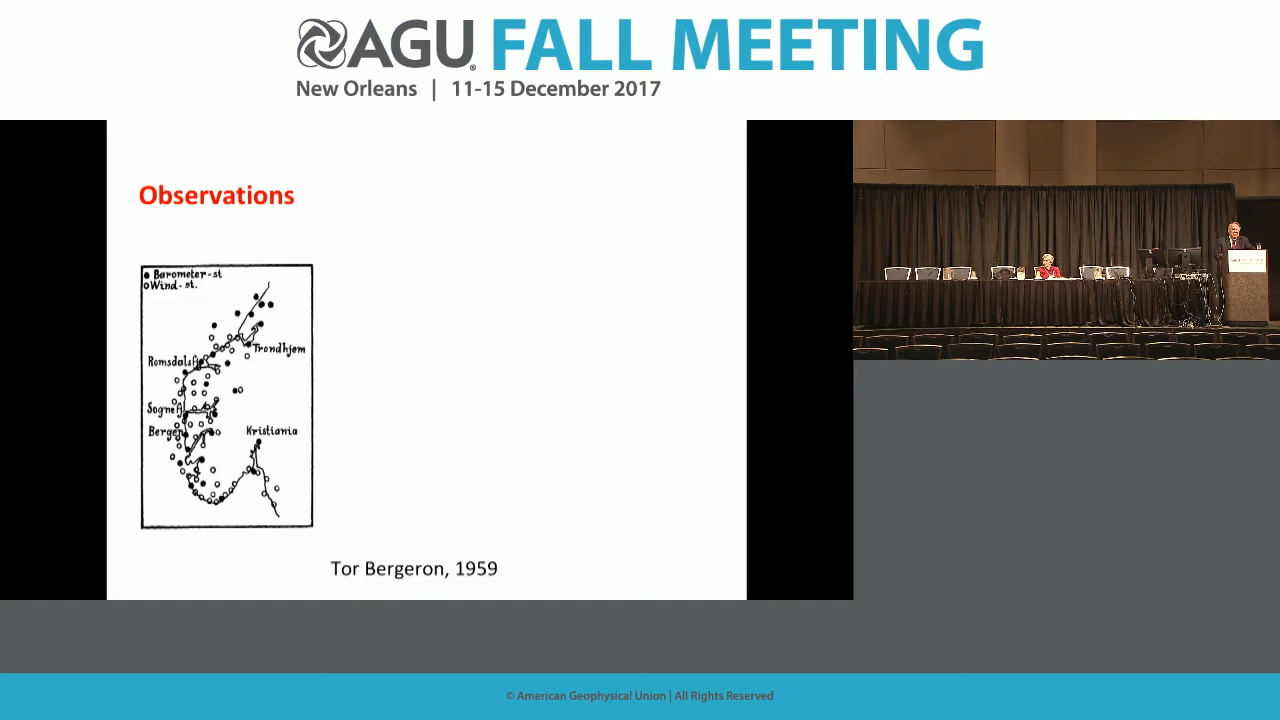 AGU FALL MEETING
New Orleans | 11-15 December 2017
Observations
Barometer-st
Wind-st.
Trondhjem
Romsdalsfj
Sognefj
Bergen
Kristiania
Tor Bergeron, 1959
© American Geophysical Union | All Rights Reserved